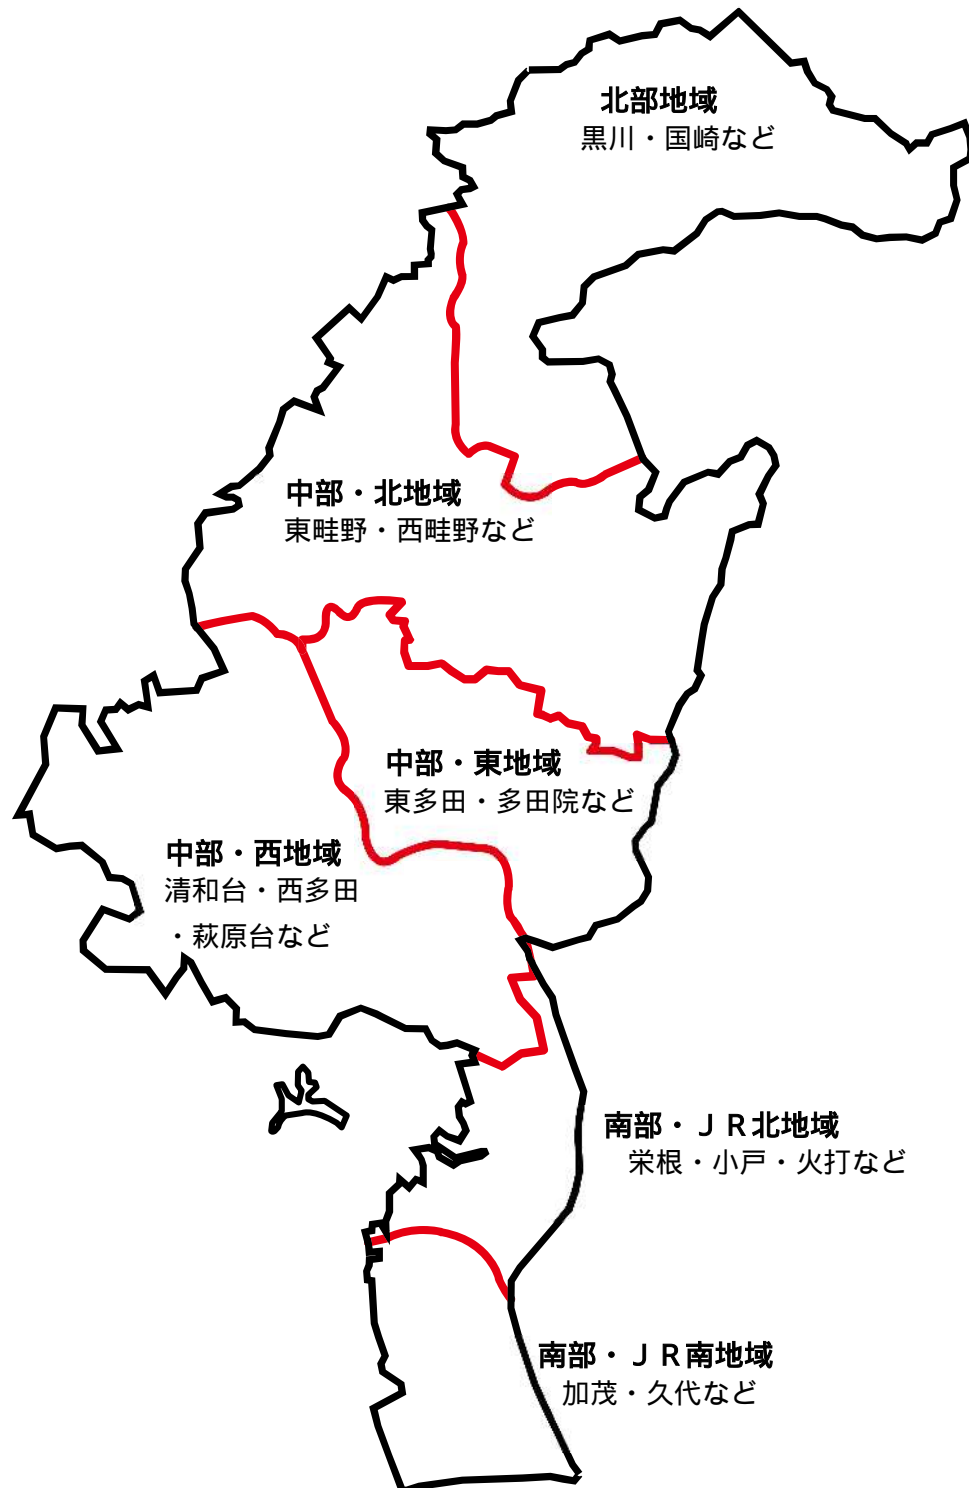 北部地域
黒川・国崎など
中部・北地域
東畦野・西畦野など
中部・東地域
東多田・多田院など
中部・西地域
清和台・西多田
・萩原台など
南部・ＪＲ北地域
栄根・小戸・火打など
南部・ＪＲ南地域
加茂・久代など